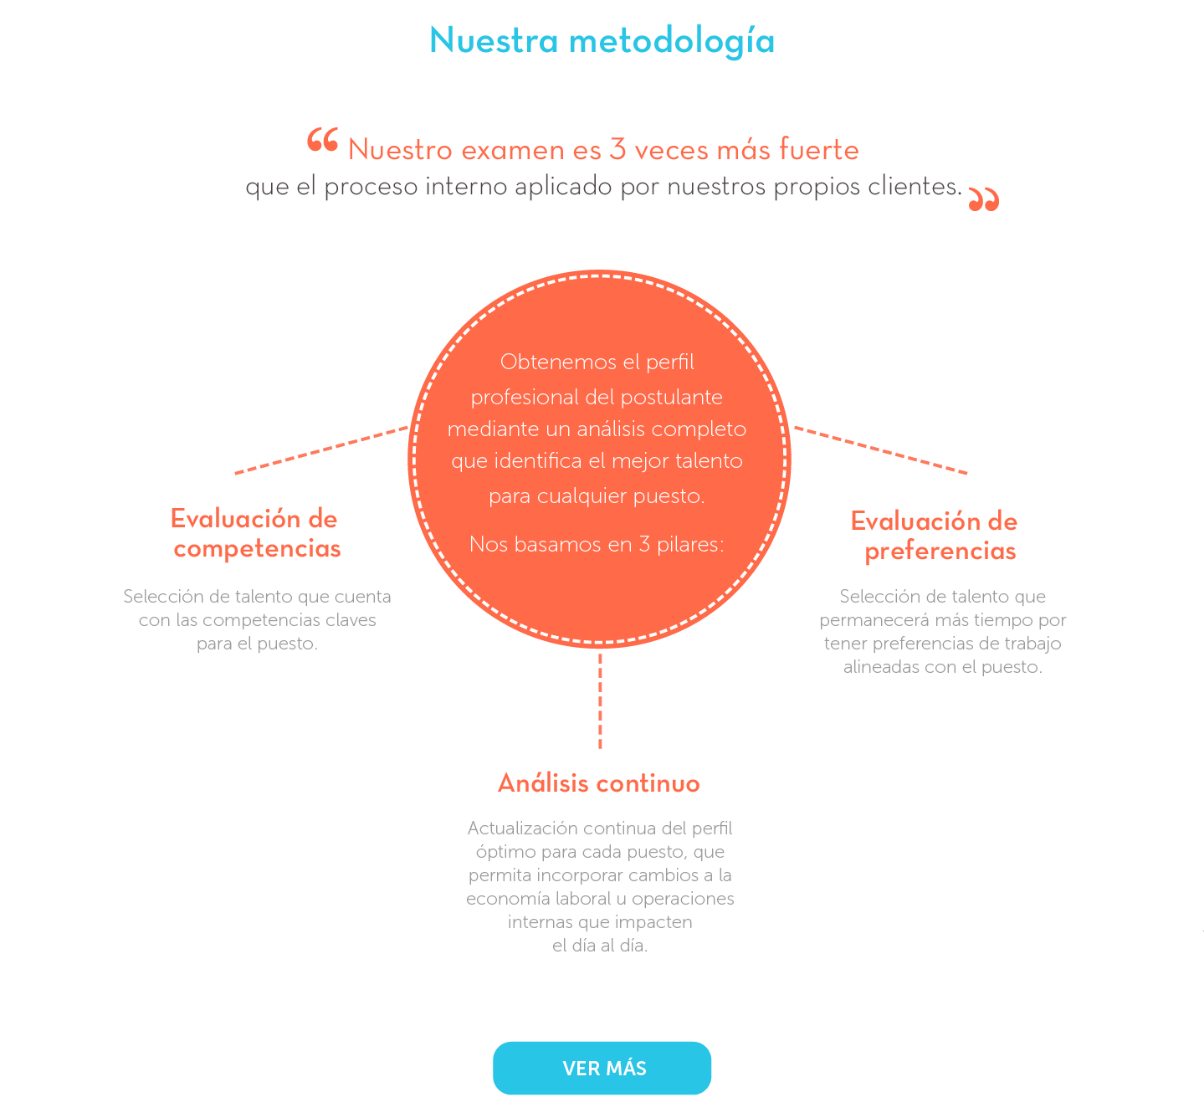 Nuestra metodología
“ Nuestro examen es 3 veces más fuerte
que el proceso interno aplicado por nuestros propios clientes. ”
Obtenemos el perfil
profesional del postulante
mediante un análisis completo
que identifica el mejor talento
para cualquier puesto.
Nos basamos en 3 pilares:
Evaluación de
competencias
Selección de talento que cuenta
con las competencias claves
para el puesto.
Evaluación de
preferencias
Selección de talento que
permanecerá más tiempo por
tener preferencias de trabajo
alineadas con el puesto.
Análisis continuo
Actualización continua del perfil
óptimo para cada puesto, que
permita incorporar cambios a la
economía laboral u operaciones
internas que impacten
el día al día.
VER MÁS